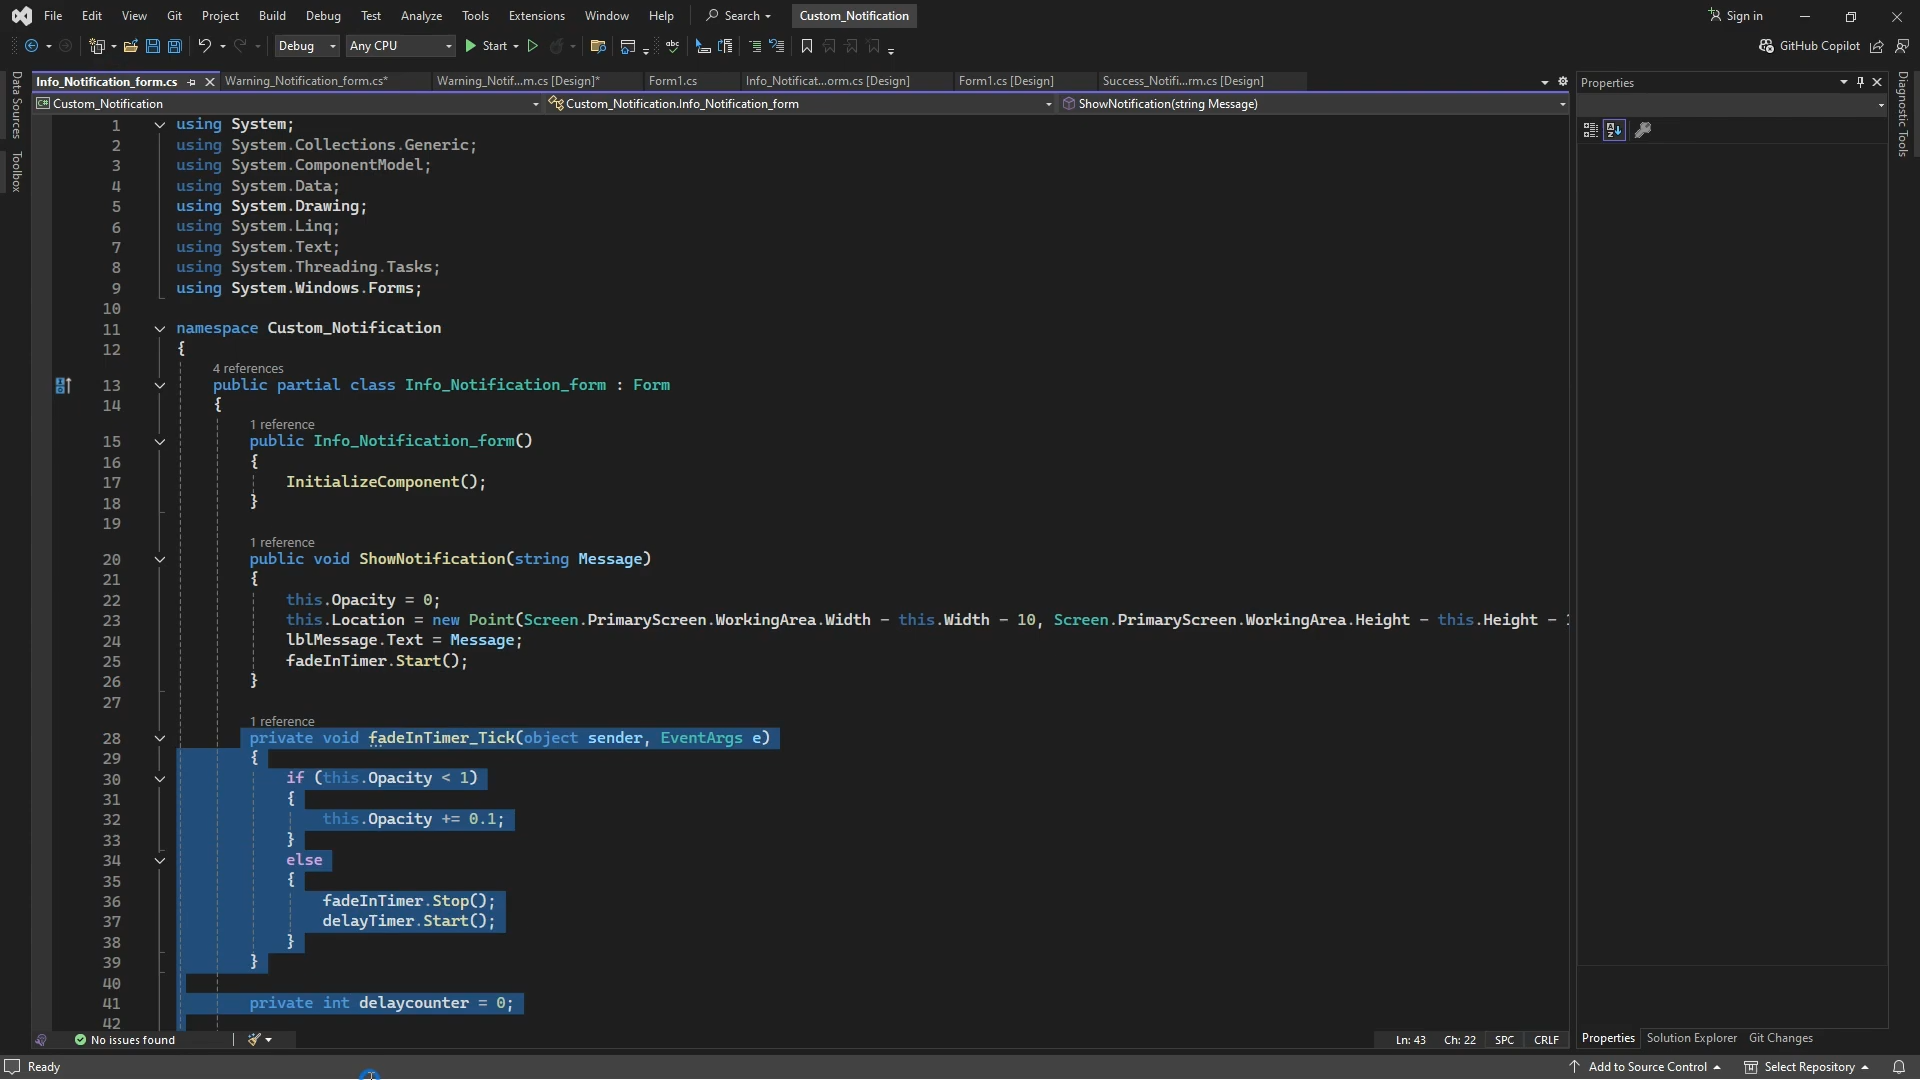 File Edit View Git Project Build Debug Test Analyze Tools Extensions Window Help Search Custom_Notification Sign in
Debug Any CPU Start GitHub Copilot
Info_Notification_form.cs Warning_Notification_form.cs* Warning_Notif...m.cs [Design]* Form1.cs Info_Notificat...orm.cs [Design] Form1.cs [Design] Success_Notifi...rm.cs [Design] Properties
Custom_Notification Custom_Notification.Info_Notification_form ShowNotification(string Message)
Data Sources
Toolbox
Diagnostic Tools
1 using System;
2 using System.Collections.Generic;
3 using System.ComponentModel;
4 using System.Data;
5 using System.Drawing;
6 using System.Linq;
7 using System.Text;
8 using System.Threading.Tasks;
9 using System.Windows.Forms;
10
11 namespace Custom_Notification
12 {
4 references
13 public partial class Info_Notification_form : Form
14 {
1 reference
15 public Info_Notification_form()
16 {
17 InitializeComponent();
18 }
19
1 reference
20 public void ShowNotification(string Message)
21 {
22 this.Opacity = 0;
23 this.Location = new Point(Screen.PrimaryScreen.WorkingArea.Width - this.Width - 10, Screen.PrimaryScreen.WorkingArea.Height - this.Height -
24 lblMessage.Text = Message;
25 fadeInTimer.Start();
26 }
27
1 reference
28 private void fadeInTimer_Tick(object sender, EventArgs e)
29 {
30 if (this.Opacity < 1)
31 {
32 this.Opacity += 0.1;
33 }
34 else
35 {
36 fadeInTimer.Stop();
37 delayTimer.Start();
38 }
39 }
40
41 private int delaycounter = 0;
42
No issues found Ln: 43 Ch: 22 SPC CRLF
Properties Solution Explorer Git Changes
Ready Add to Source Control Select Repository